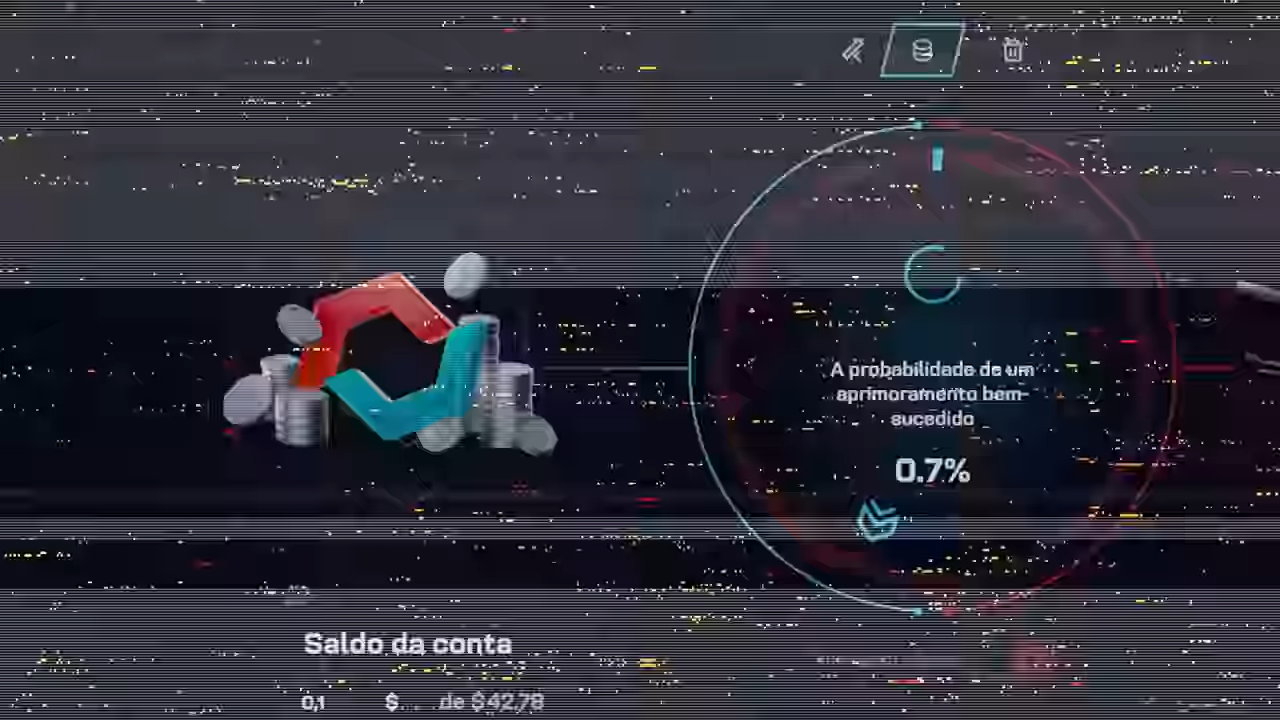 A probabilidade de um
aprimoramento bem-
sucedido
0.7%
Saldo da conta
0,1 $... de $42,78